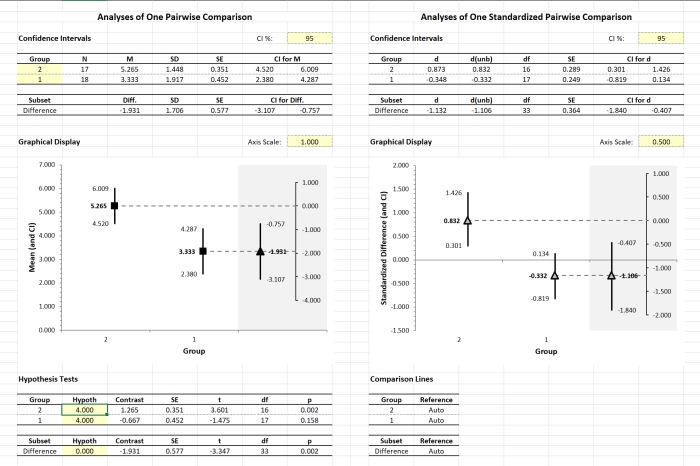 Analyses of One Pairwise Comparison
Confidence Intervals CI %: 95
Group N M SD SE CI for M
2 17 5.265 1.448 0.351 4.520 6.009
1 18 3.333 1.917 0.452 2.380 4.287
Subset Diff. SD SE CI for Diff.
Difference -1.931 1.706 0.577 -3.107 -0.757
Graphical Display Axis Scale: 1.000
7.000
6.000
5.000
4.000
3.000
2.000
1.000
0.000
Mean (and CI)
6.009
5.265
4.520
4.287
3.333
2.380
-0.757
-1.931
-3.107
1.000
0.000
-1.000
-2.000
-3.000
-4.000
2 1
Group
Hypothesis Tests
Group Hypoth Contrast SE t df p
2 4.000 1.265 0.351 3.601 16 0.002
1 4.000 -0.667 0.452 -1.475 17 0.158
Subset Hypoth Contrast SE t df p
Difference 0.000 -1.931 0.577 -3.347 33 0.002
Analyses of One Standardized Pairwise Comparison
Confidence Intervals CI %: 95
Group d d(unb) df SE CI for d
2 0.873 0.832 16 0.289 0.301 1.426
1 -0.348 -0.332 17 0.249 -0.819 0.134
Subset d d(unb) df SE CI for d
Difference -1.132 -1.106 33 0.364 -1.840 -0.407
Graphical Display Axis Scale: 0.500
2.000
1.500
1.000
0.500
0.000
-0.500
-1.000
-1.500
Standardized Difference (and CI)
1.426
0.832
0.301
0.134
-0.332
-0.819
-0.407
-1.106
-1.840
1.000
0.500
0.000
-0.500
-1.000
-1.500
-2.000
2 1
Group
Comparison Lines
Group Reference
2 Auto
1 Auto
Subset Reference
Difference Auto